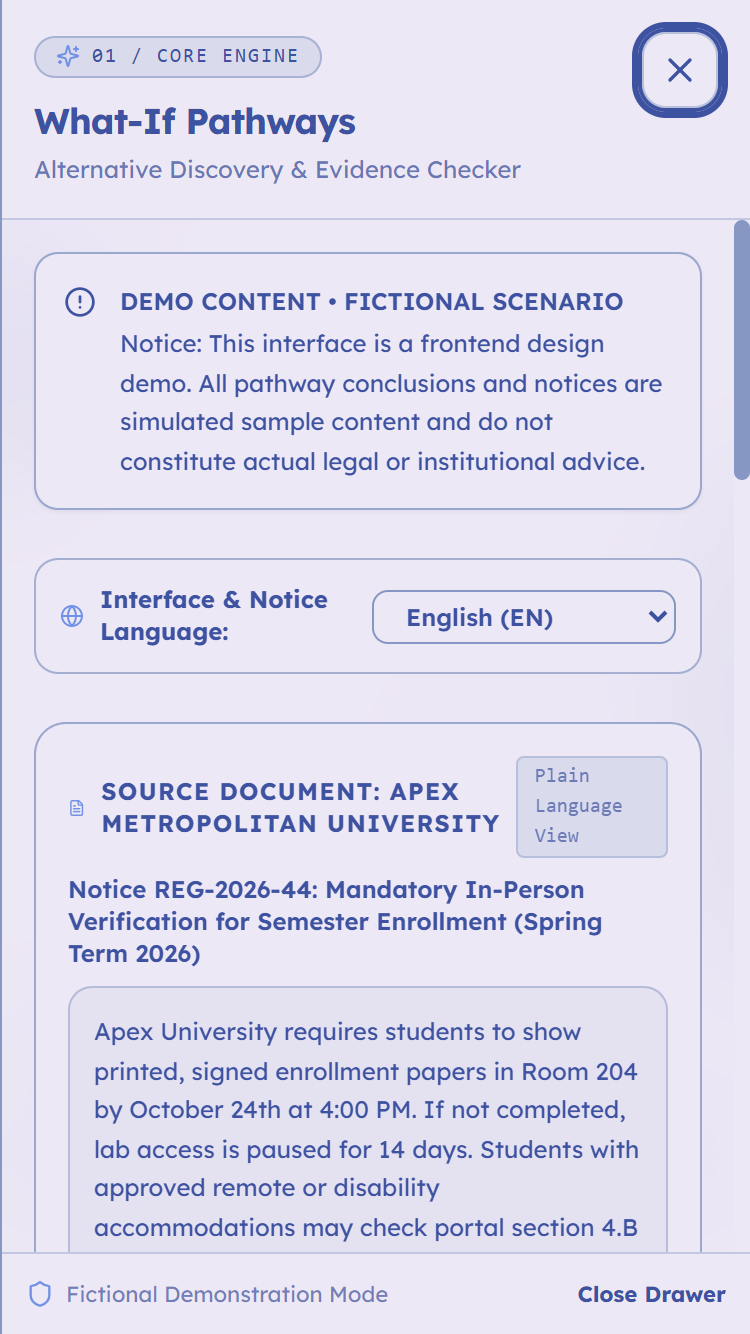 01 / CORE ENGINE
What-If Pathways
Alternative Discovery & Evidence Checker
DEMO CONTENT • FICTIONAL SCENARIO
Notice: This interface is a frontend design
demo. All pathway conclusions and notices are
simulated sample content and do not
constitute actual legal or institutional advice.
Interface & Notice
Language:
English (EN)
SOURCE DOCUMENT: APEX
METROPOLITAN UNIVERSITY
Plain
Language
View
Notice REG-2026-44: Mandatory In-Person
Verification for Semester Enrollment (Spring
Term 2026)
Apex University requires students to show
printed, signed enrollment papers in Room 204
by October 24th at 4:00 PM. If not completed,
lab access is paused for 14 days. Students with
approved remote or disability
accommodations may check portal section 4.B
Fictional Demonstration Mode
Close Drawer